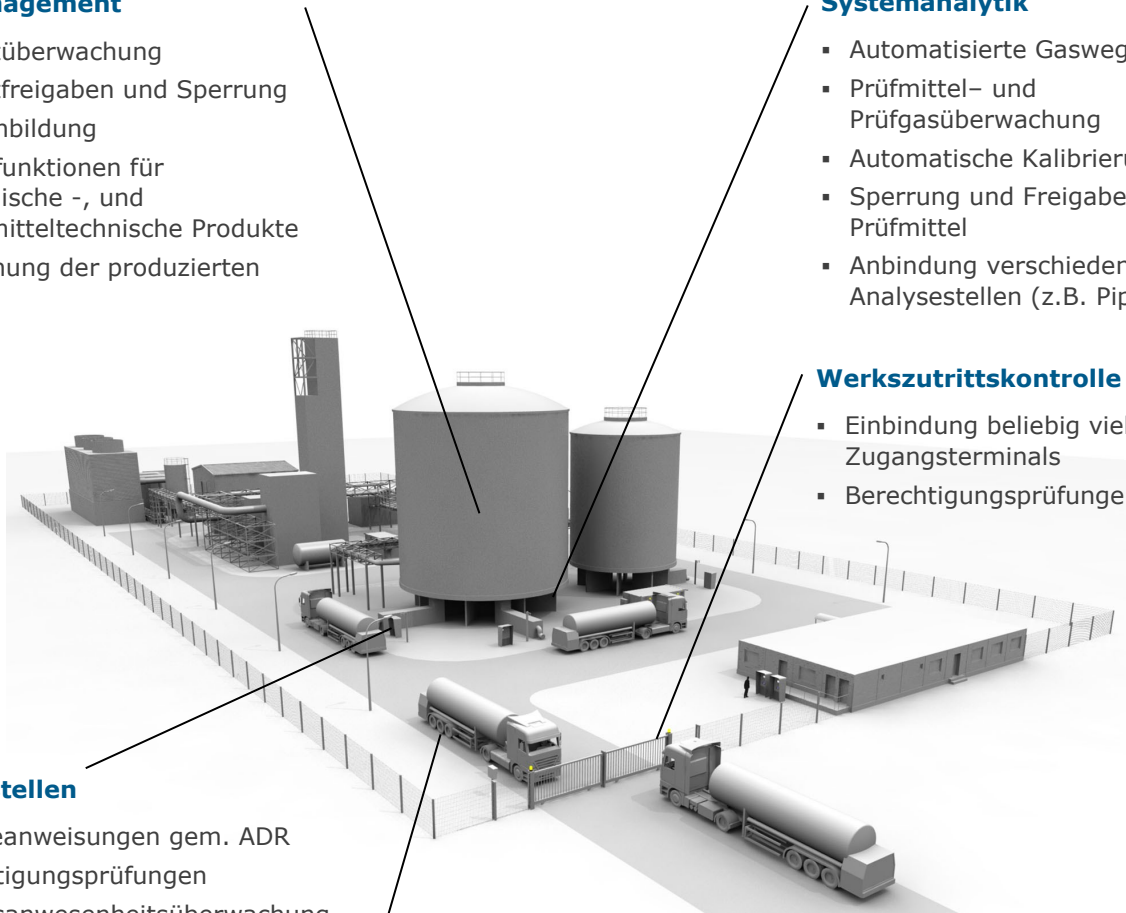 nagement
überwachung
freigaben und Sperrung
nbildung
funktionen für
ische -, und
mitteltechnische Produkte
nung der produzierten
Systemanalytik
▪ Automatisierte Gasweg
▪ Prüfmittel– und
Prüfgasüberwachung
▪ Automatische Kalibrieru
▪ Sperrung und Freigabe
Prüfmittel
▪ Anbindung verschieden
Analysestellen (z.B. Pip
Werkszutrittskontrolle
▪ Einbindung beliebig viel
Zugangsterminals
▪ Berechtigungsprüfunge
tellen
eanweisungen gem. ADR
tigungsprüfungen
sanwesenheitsüberwachung